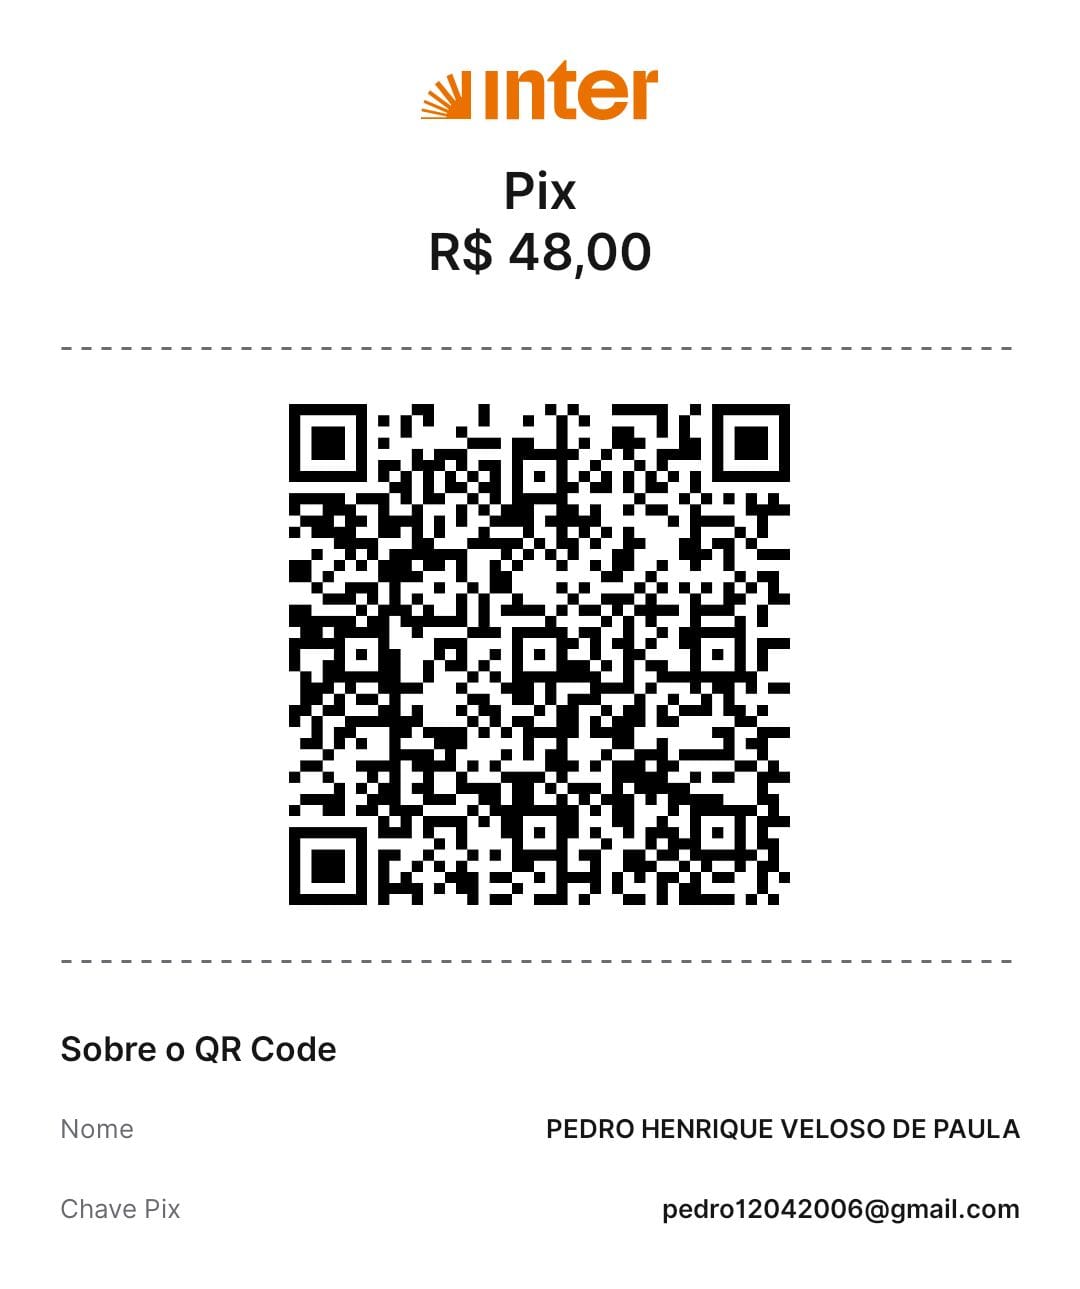 inter
Pix
R$ 48,00
Sobre o QR Code
Nome PEDRO HENRIQUE VELOSO DE PAULA
Chave Pix pedro12042006@gmail.com